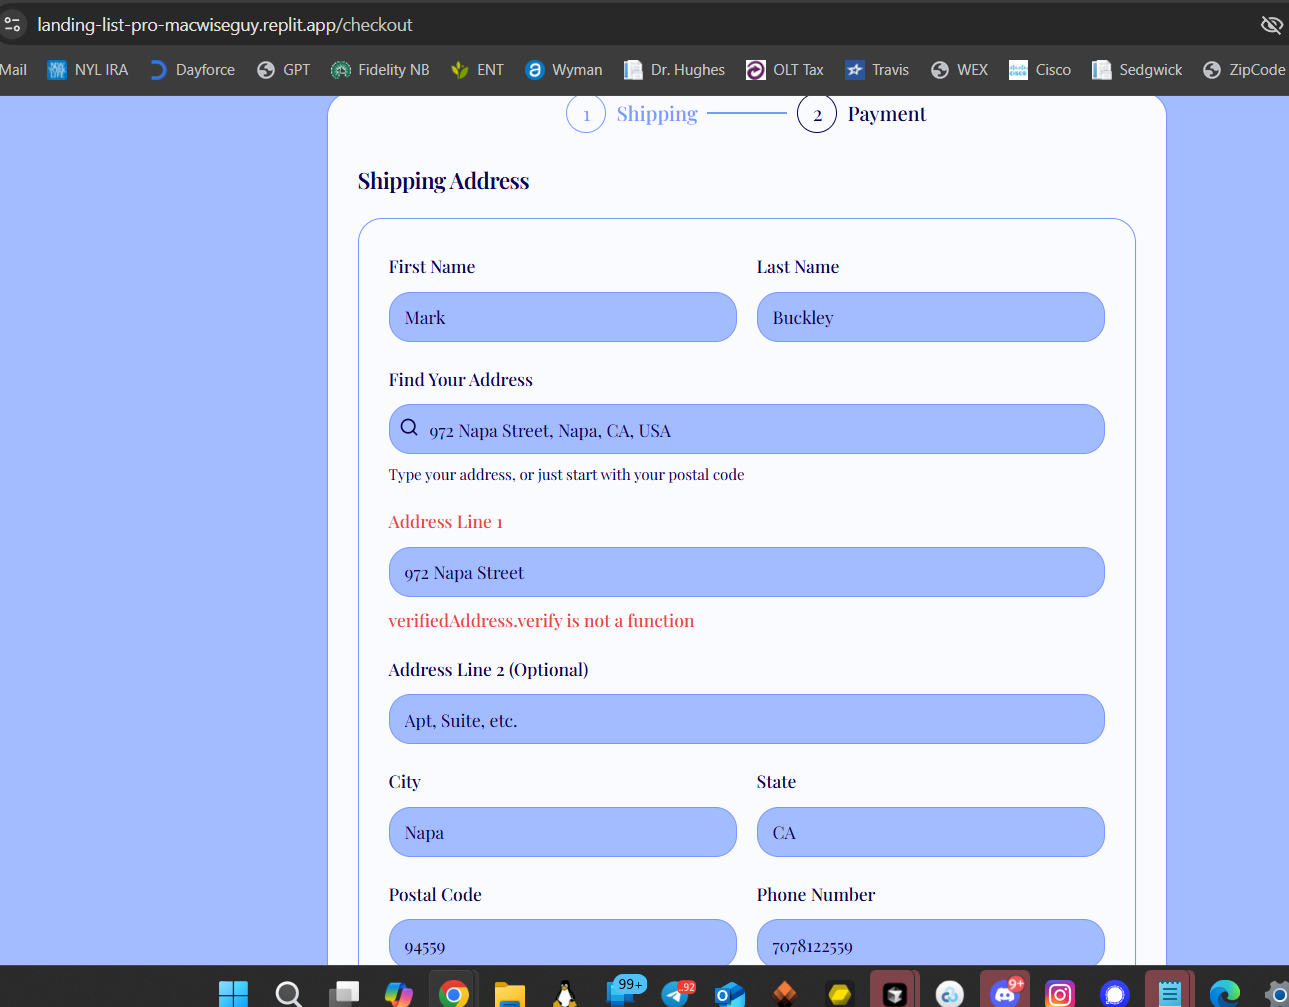 landing-list-pro-macwiseguy.replit.app/checkout
Mail NYL IRA Dayforce GPT Fidelity NB ENT Wyman Dr. Hughes OLT Tax Travis WEX Cisco Sedgwick ZipCode
1 Shipping 2 Payment
Shipping Address
First Name Last Name
Mark Buckley
Find Your Address
972 Napa Street, Napa, CA, USA
Type your address, or just start with your postal code
Address Line 1
972 Napa Street
verifiedAddress.verify is not a function
Address Line 2 (Optional)
Apt, Suite, etc.
City State
Napa CA
Postal Code Phone Number
94559 7078122559
99+ .92 9+